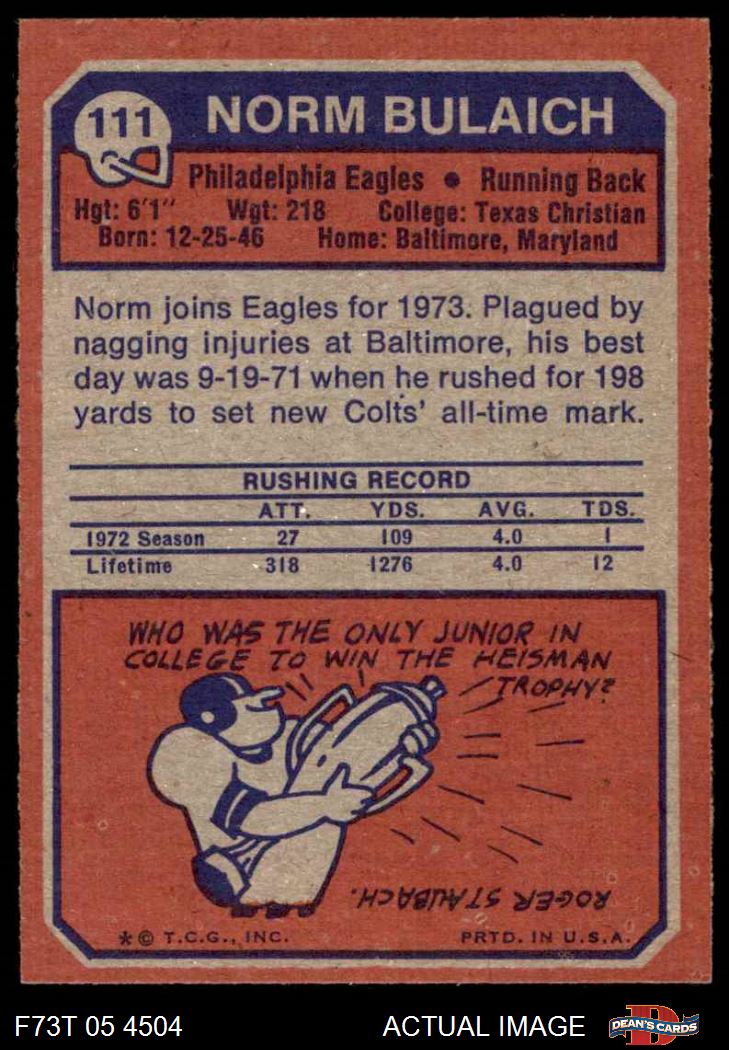 111
NORM BULAICH
Philadelphia Eagles • Running Back
Hgt: 6'1" Wgt: 218 College: Texas Christian
Born: 12-25-46 Home: Baltimore, Maryland
Norm joins Eagles for 1973. Plagued by
nagging injuries at Baltimore, his best
day was 9-19-71 when he rushed for 198
yards to set new Colts' all-time mark.
RUSHING RECORD
ATT. YDS. AVG. TDS.
1972 Season 27 109 4.0 1
Lifetime 318 1276 4.0 12
WHO WAS THE ONLY JUNIOR IN
COLLEGE TO WIN THE HEISMAN
TROPHY?
ROGER STAUBACH.
*© T.C.G., INC. PRTD. IN U.S.A.
F73T 05 4504 ACTUAL IMAGE D DEAN'S CARDS